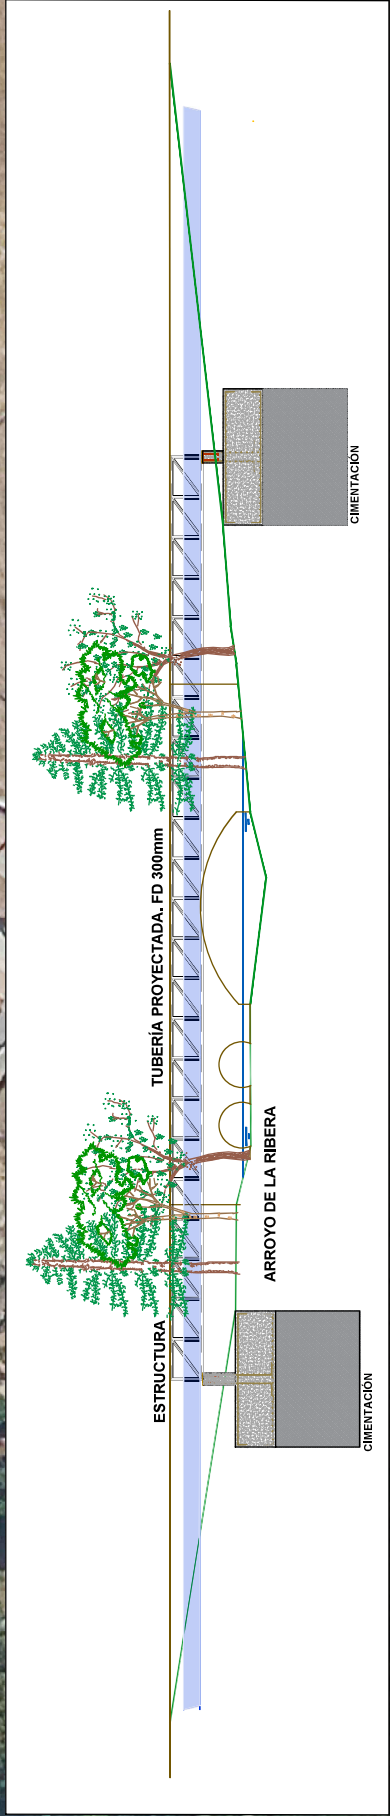 TUBERÍA PROYECTADA. FD 300mm
ESTRUCTURA
ARROYO DE LA RIBERA
CIMENTACIÓN
CIMENTACIÓN